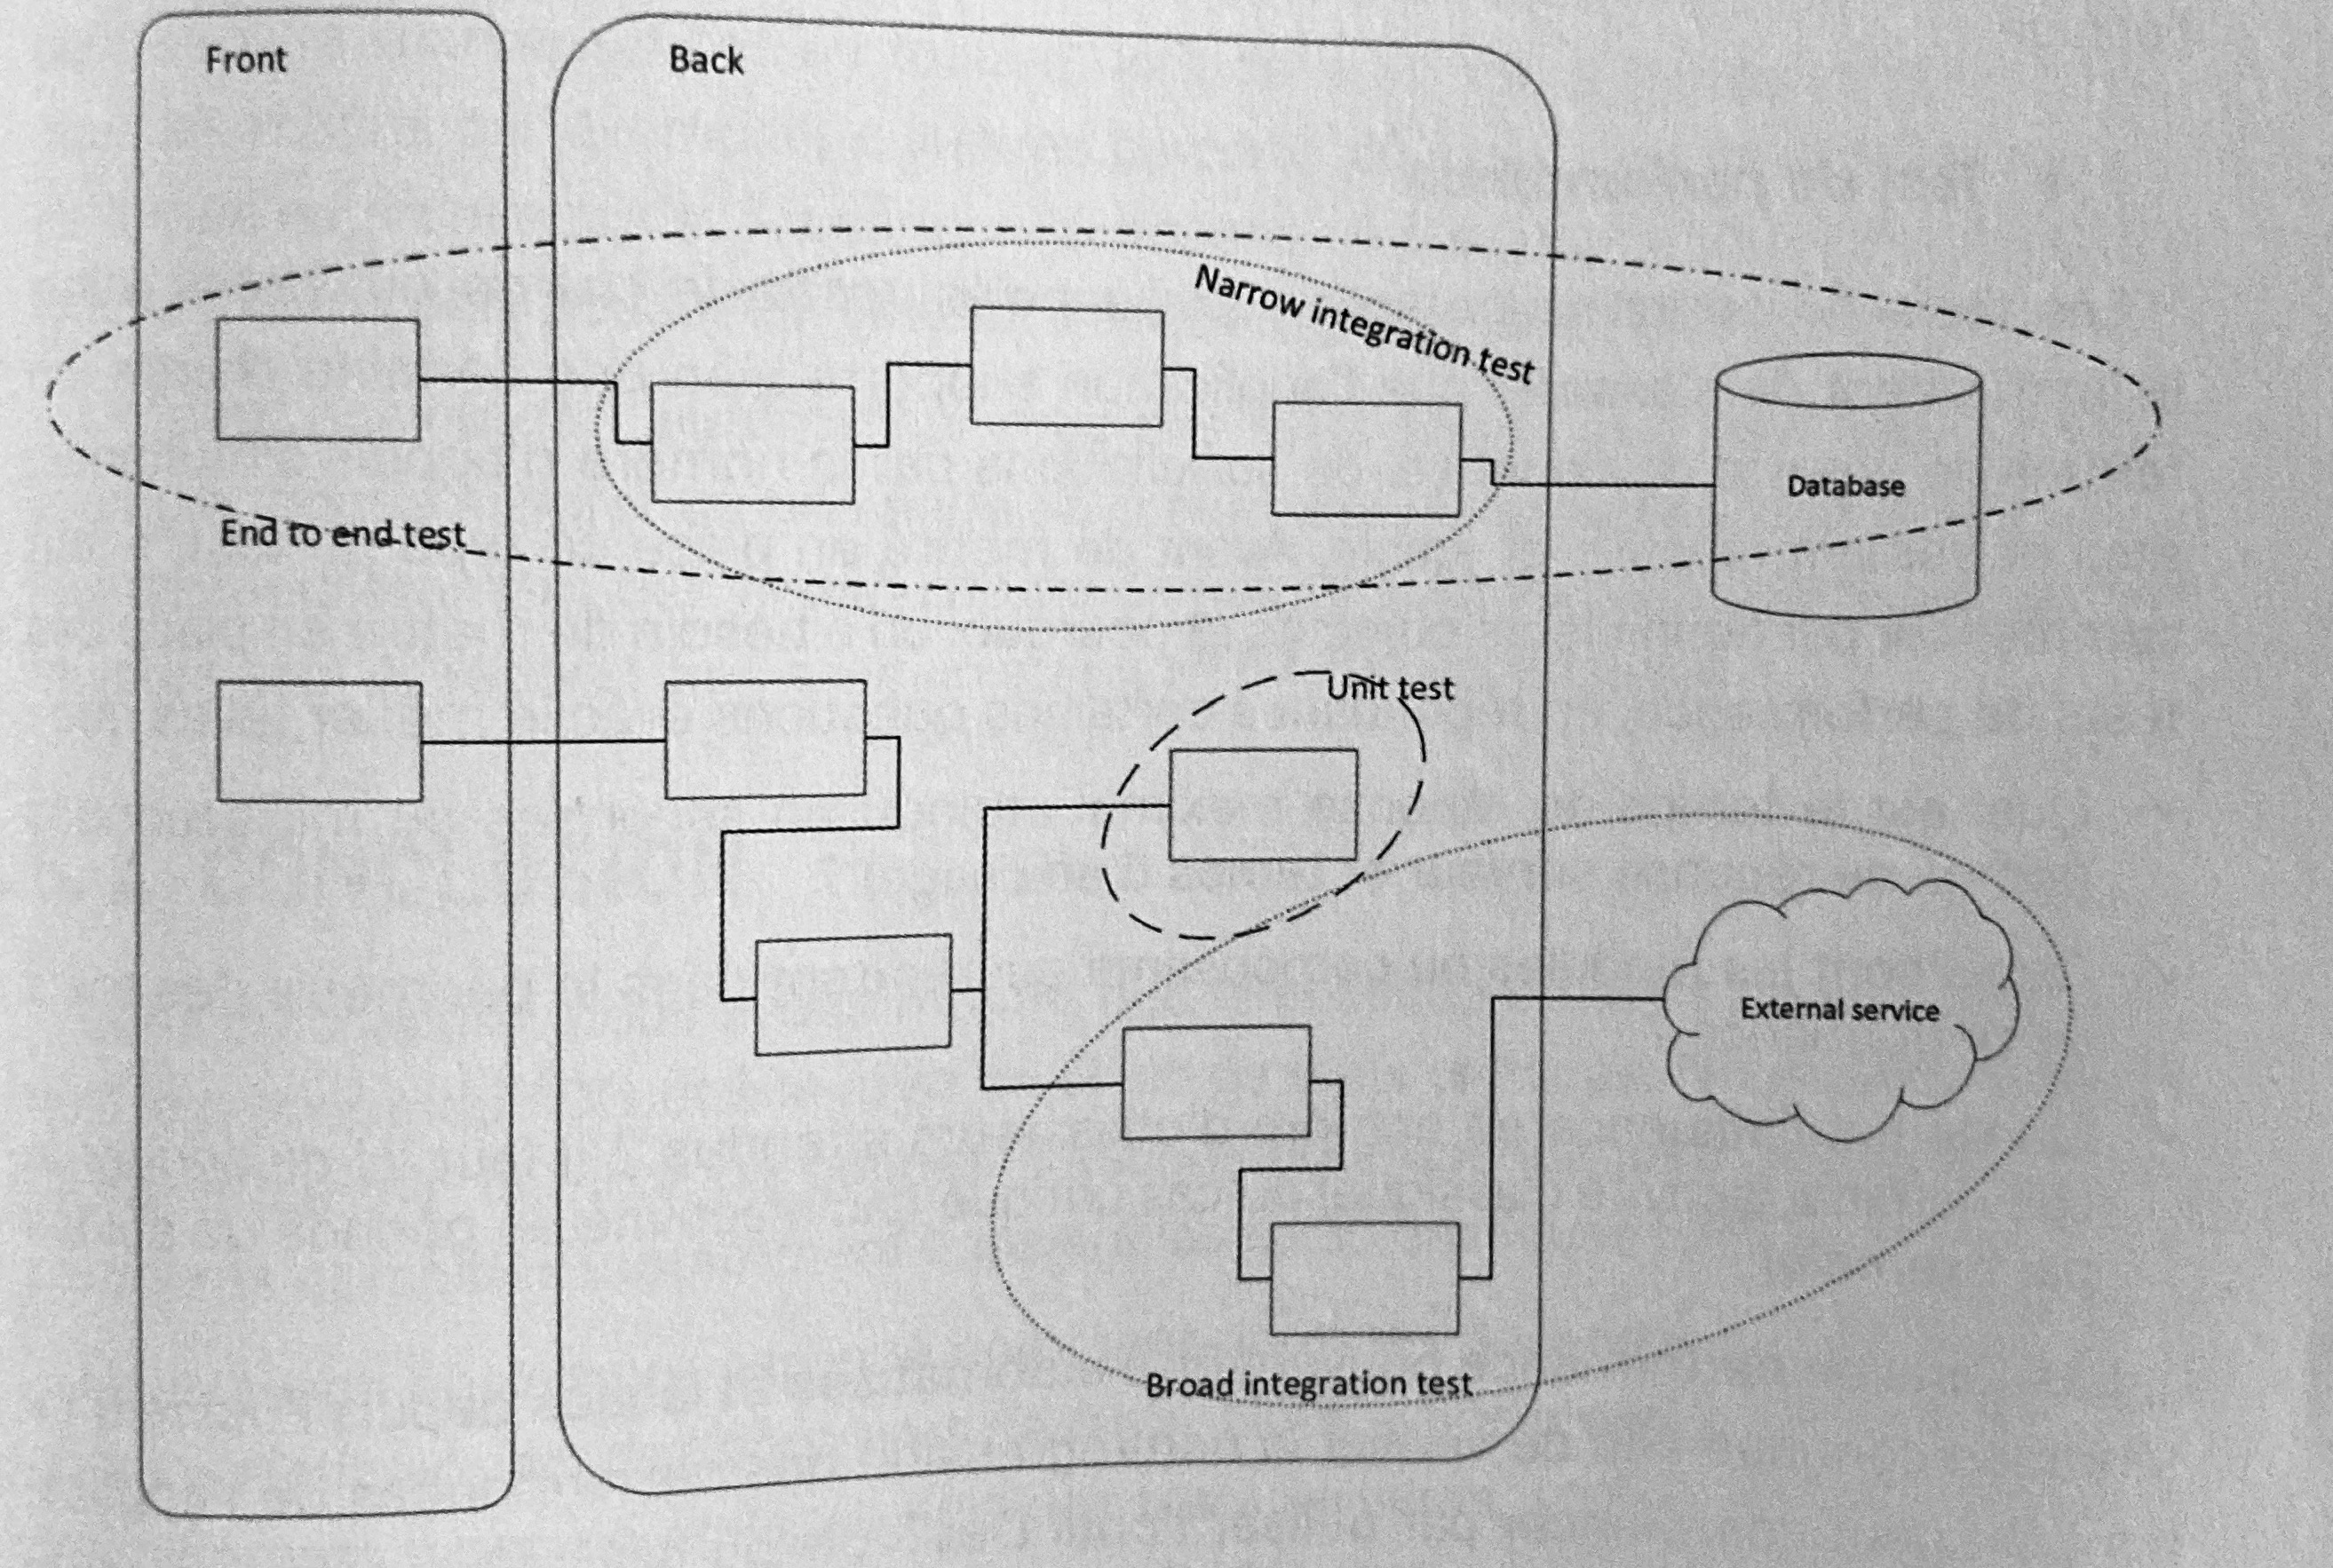 Front
Back
Narrow integration test
Database
End to end test
Unit test
External service
Broad integration test